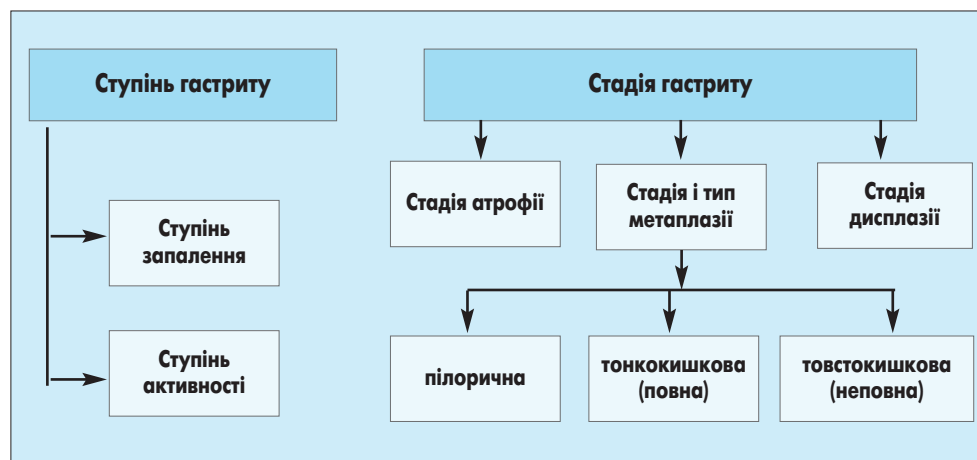 Ступінь гастриту
Ступінь
запалення
Ступінь
активності
Стадія гастриту
Стадія атрофії
Стадія і тип
метаплазії
Стадія
дисплазії
пілорична
тонкокишкова
(повна)
товстокишкова
(неповна)